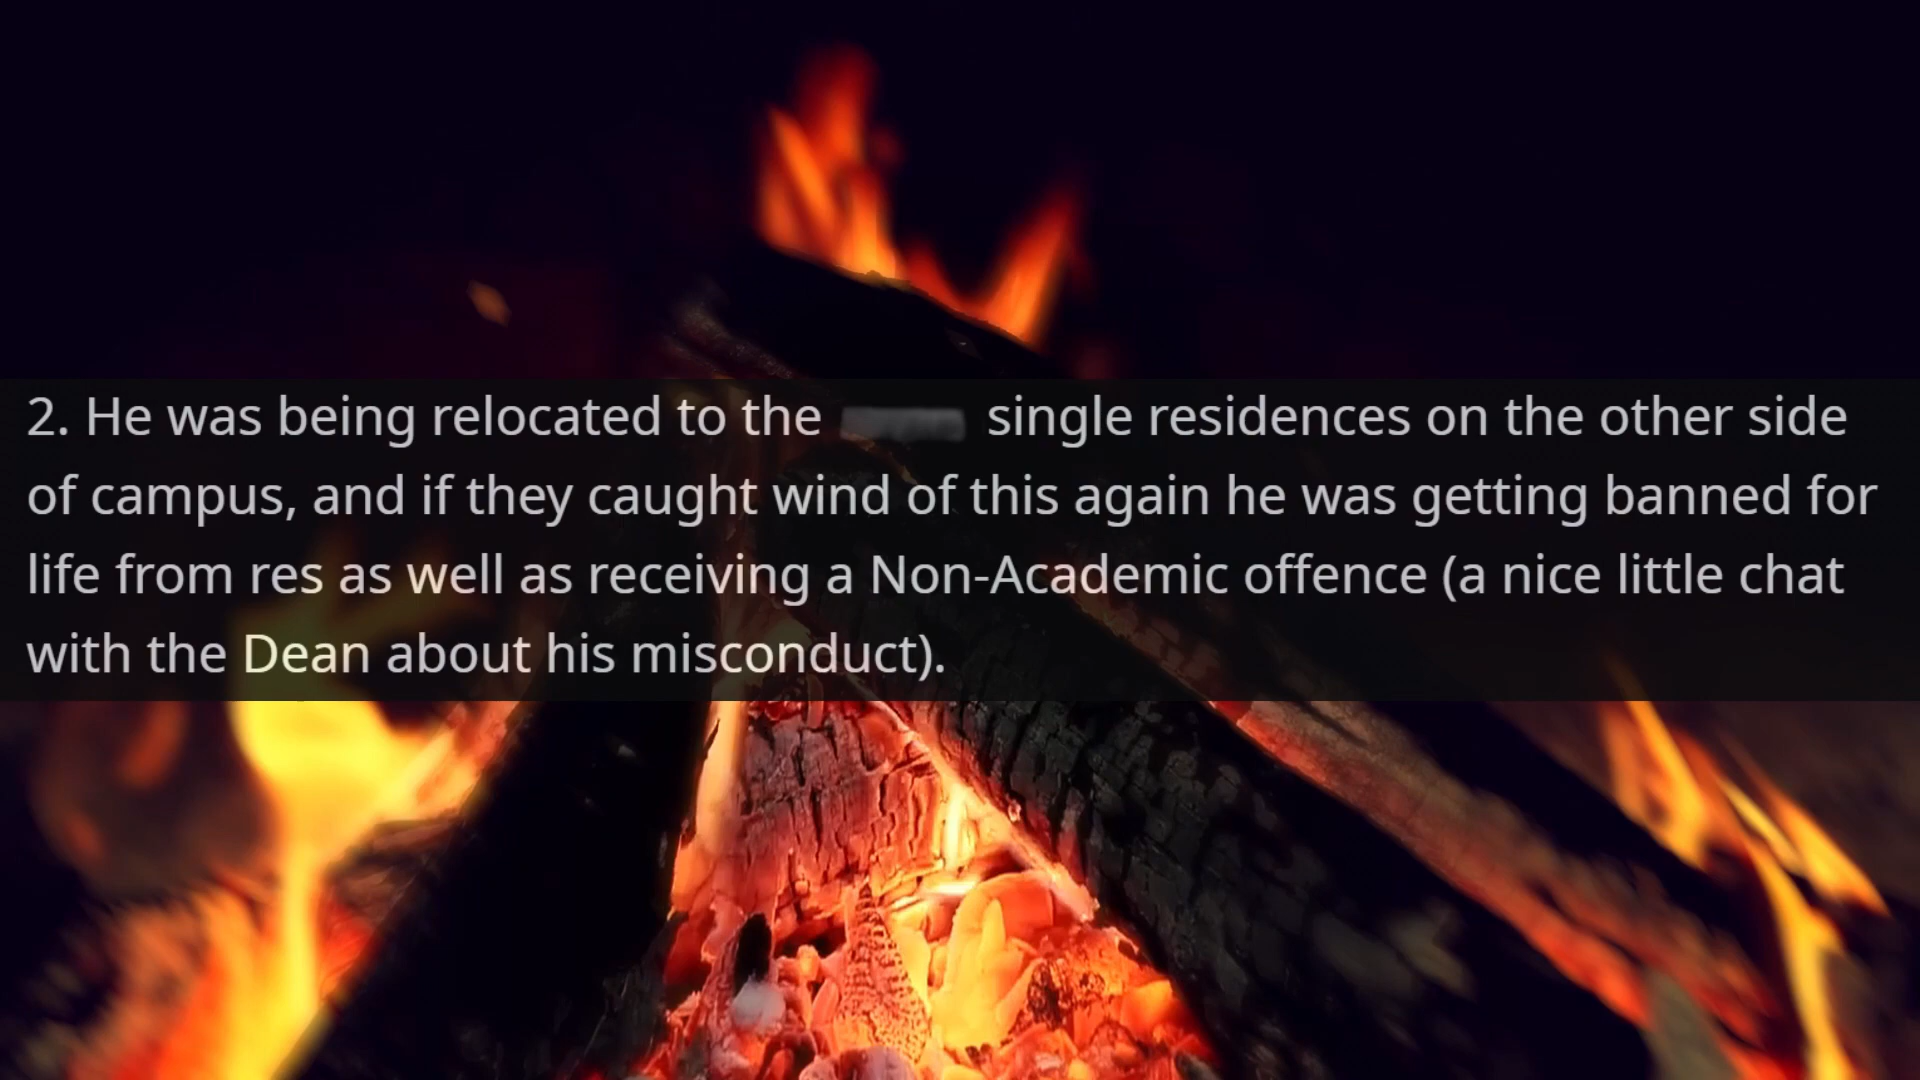 2. He was being relocated to the single residences on the other side
of campus, and if they caught wind of this again he was getting banned for
life from res as well as receiving a Non-Academic offence (a nice little chat
with the Dean about his misconduct).